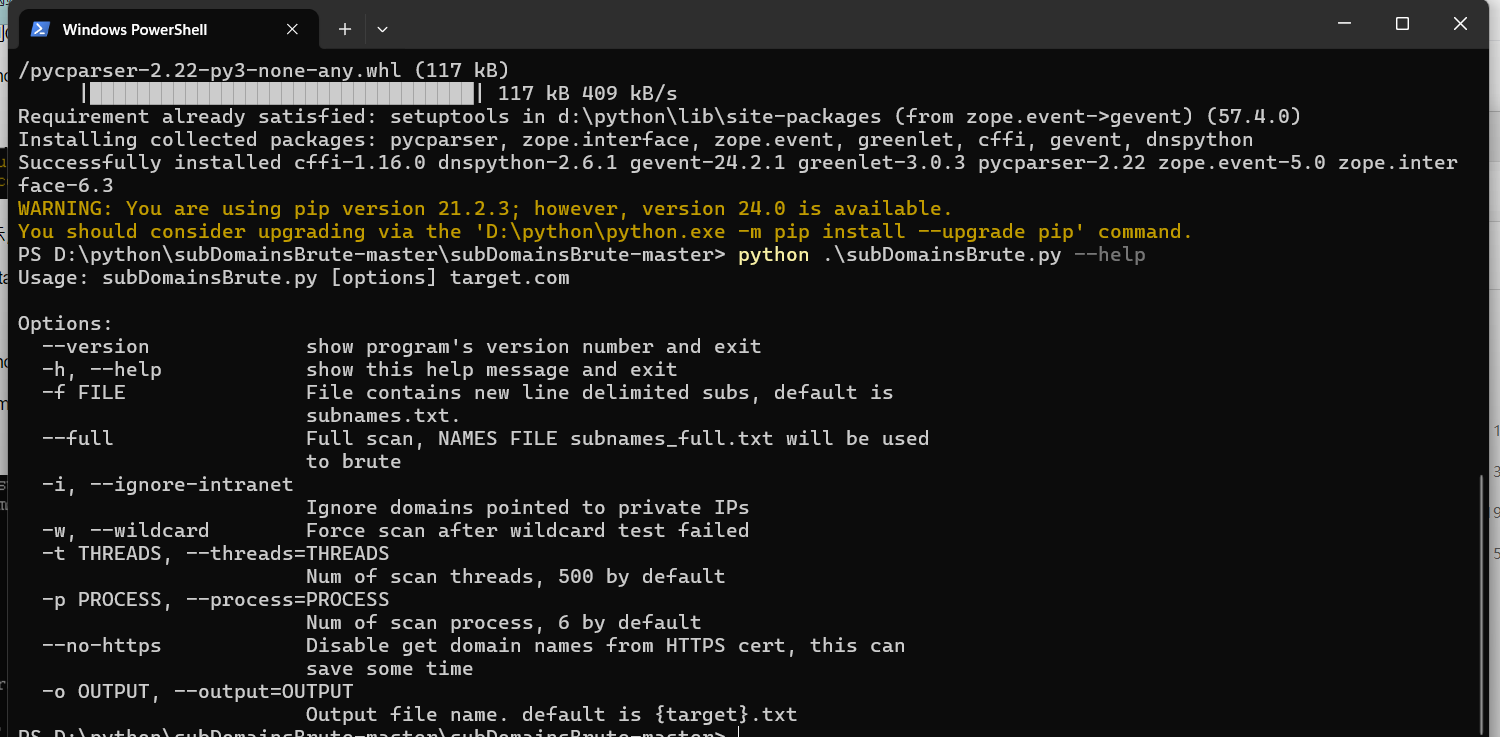 Windows PowerShell
/pycparser-2.22-py3-none-any.whl (117 kB)
|████████████████████████████████| 117 kB 409 kB/s
Requirement already satisfied: setuptools in d:\python\lib\site-packages (from zope.event->gevent) (57.4.0)
Installing collected packages: pycparser, zope.interface, zope.event, greenlet, cffi, gevent, dnspython
Successfully installed cffi-1.16.0 dnspython-2.6.1 gevent-24.2.1 greenlet-3.0.3 pycparser-2.22 zope.event-5.0 zope.inter
face-6.3
WARNING: You are using pip version 21.2.3; however, version 24.0 is available.
You should consider upgrading via the 'D:\python\python.exe -m pip install --upgrade pip' command.
PS D:\python\subDomainsBrute-master\subDomainsBrute-master> python .\subDomainsBrute.py --help
Usage: subDomainsBrute.py [options] target.com
Options:
--version show program's version number and exit
-h, --help show this help message and exit
-f FILE File contains new line delimited subs, default is
subnames.txt.
--full Full scan, NAMES FILE subnames_full.txt will be used
to brute
-i, --ignore-intranet
Ignore domains pointed to private IPs
-w, --wildcard Force scan after wildcard test failed
-t THREADS, --threads=THREADS
Num of scan threads, 500 by default
-p PROCESS, --process=PROCESS
Num of scan process, 6 by default
--no-https Disable get domain names from HTTPS cert, this can
save some time
-o OUTPUT, --output=OUTPUT
Output file name. default is {target}.txt
PS D:\python\subDomainsBrute-master\subDomainsBrute-master>